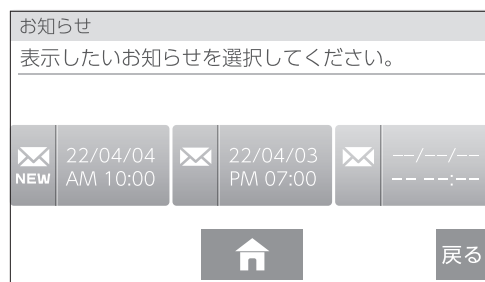 お知らせ
表示したいお知らせを選択してください。
NEW
22/04/04
AM 10:00
22/04/03
PM 07:00
--/--/--
-- --:--
戻る